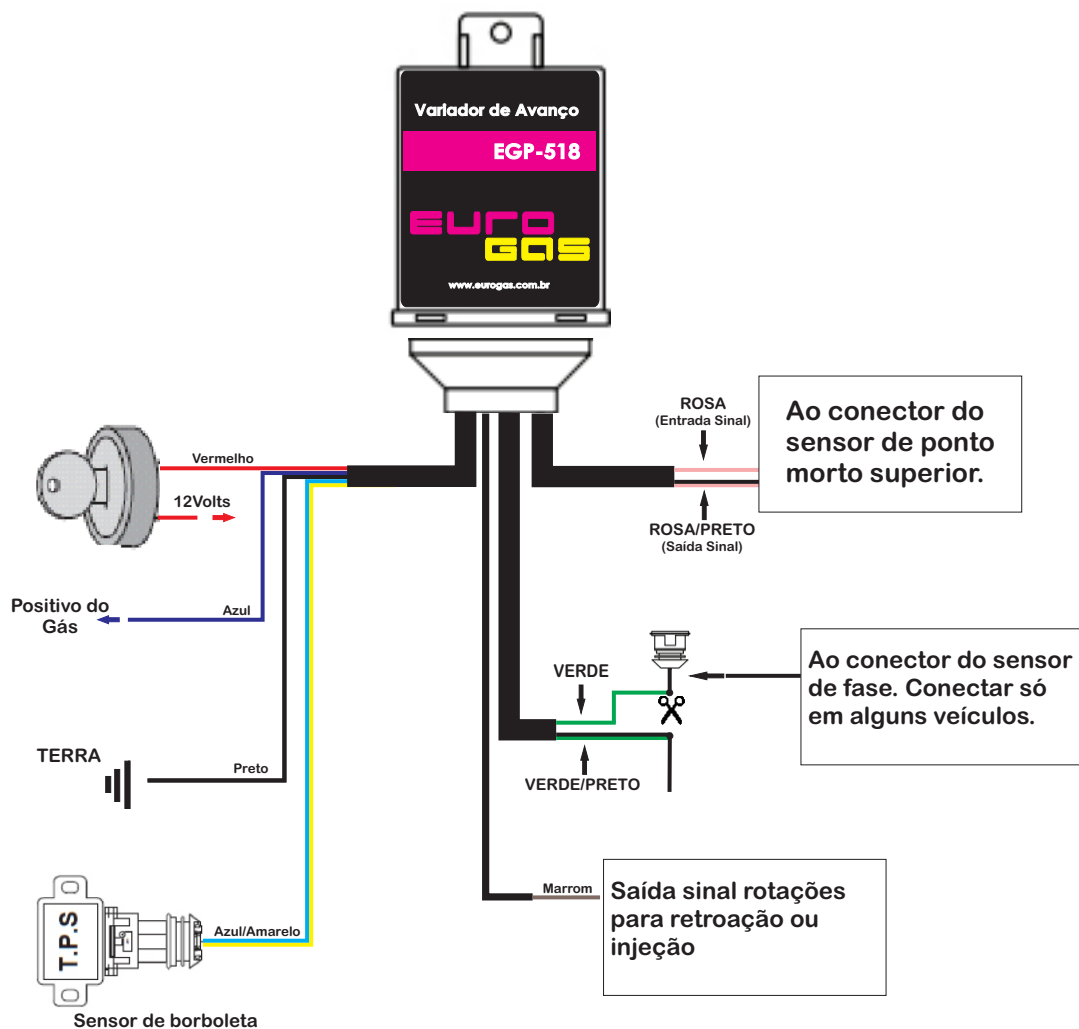 Variador de Avanço
EGP-518
EURO
GAS
www.eurogas.com.br
Vermelho
12Volts
Positivo do
Gás
Azul
TERRA
Preto
T.P.S
Azul/Amarelo
Sensor de borboleta
ROSA
(Entrada Sinal)
ROSA/PRETO
(Saída Sinal)
Ao conector do
sensor de ponto
morto superior.
VERDE
VERDE/PRETO
Ao conector do sensor
de fase. Conectar só
em alguns veículos.
Marrom
Saída sinal rotações
para retroação ou
injeção